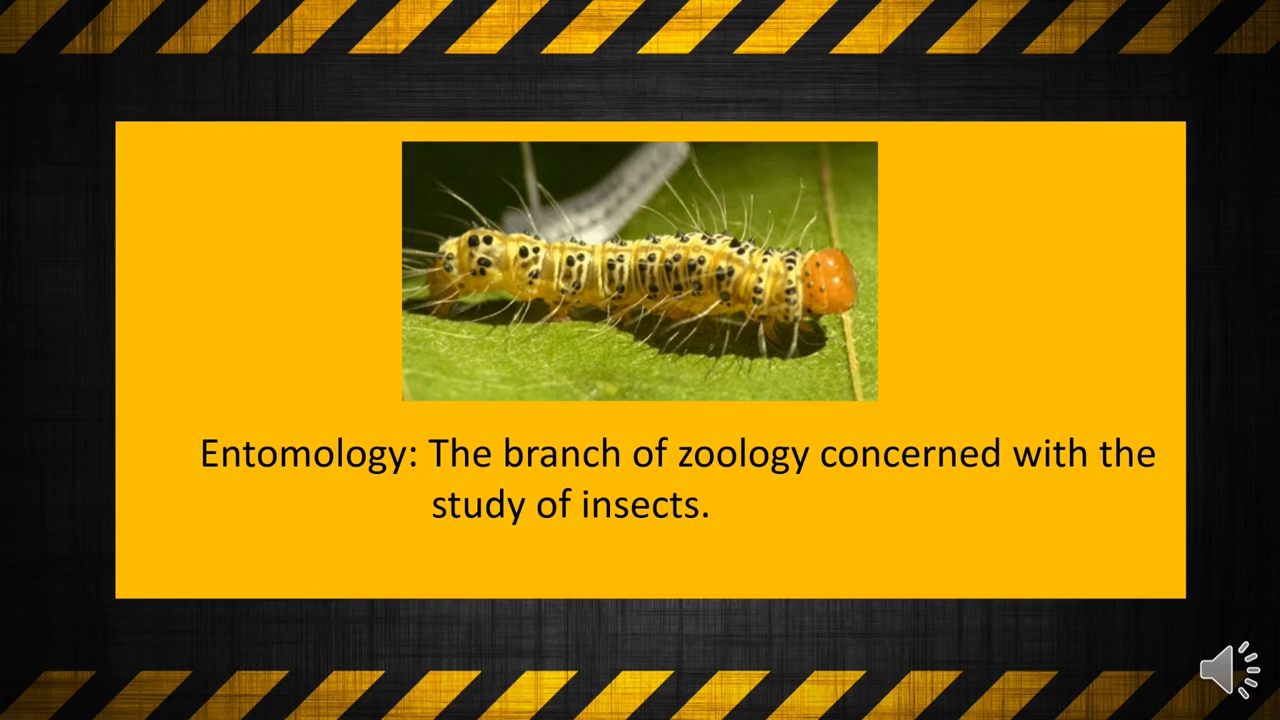 Entomology: The branch of zoology concerned with the
study of insects.